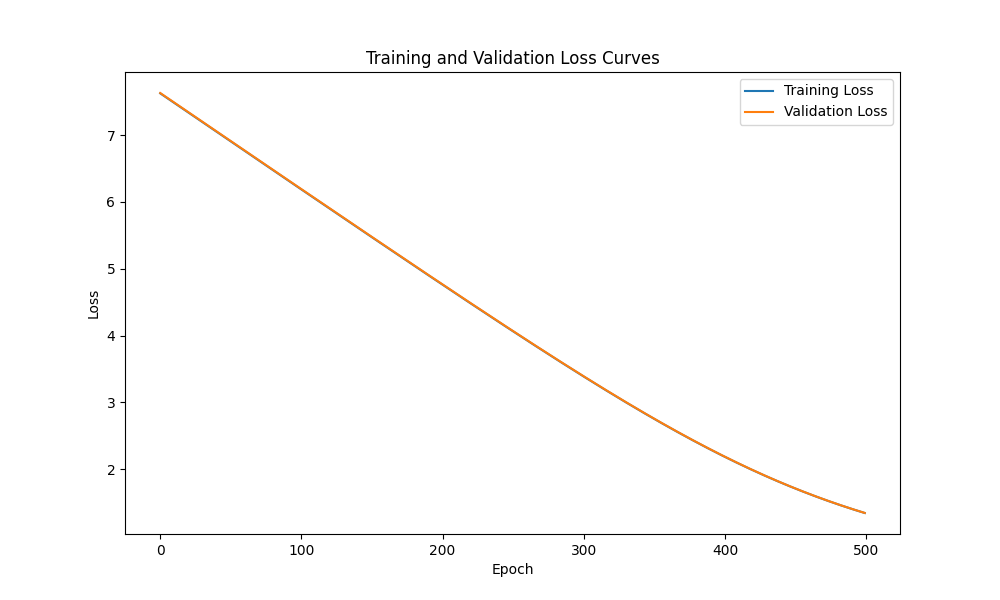 Training and Validation Loss Curves
Training Loss
Validation Loss
7
6
5
4
3
2
Loss
0 100 200 300 400 500
Epoch